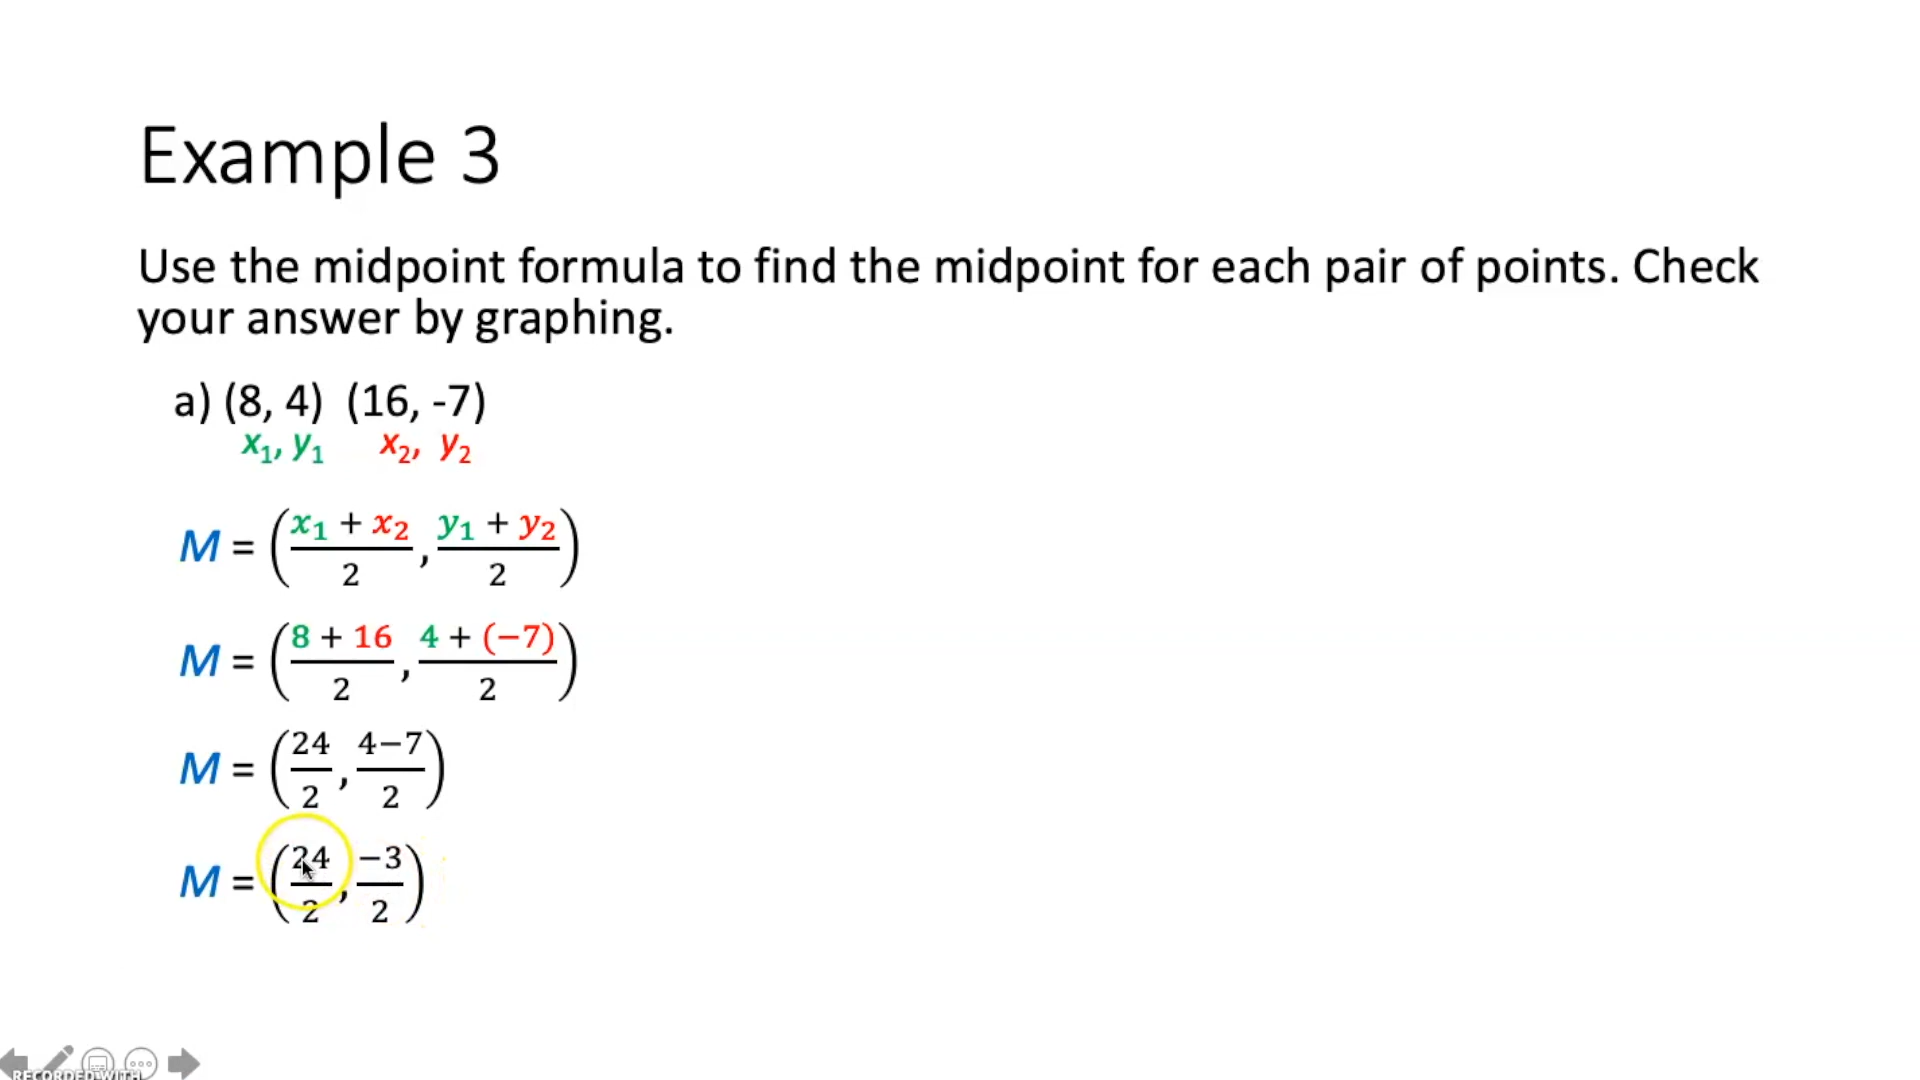 Example 3
Use the midpoint formula to find the midpoint for each pair of points. Check
your answer by graphing.
a) (8, 4) (16, -7)
x₁, y₁ x₂, y₂
M = (x₁ + x₂ / 2, y₁ + y₂ / 2)
M = (8 + 16 / 2, 4 + (−7) / 2)
M = (24 / 2, 4−7 / 2)
M = (24 / 2, −3 / 2)
RECORDED WITH